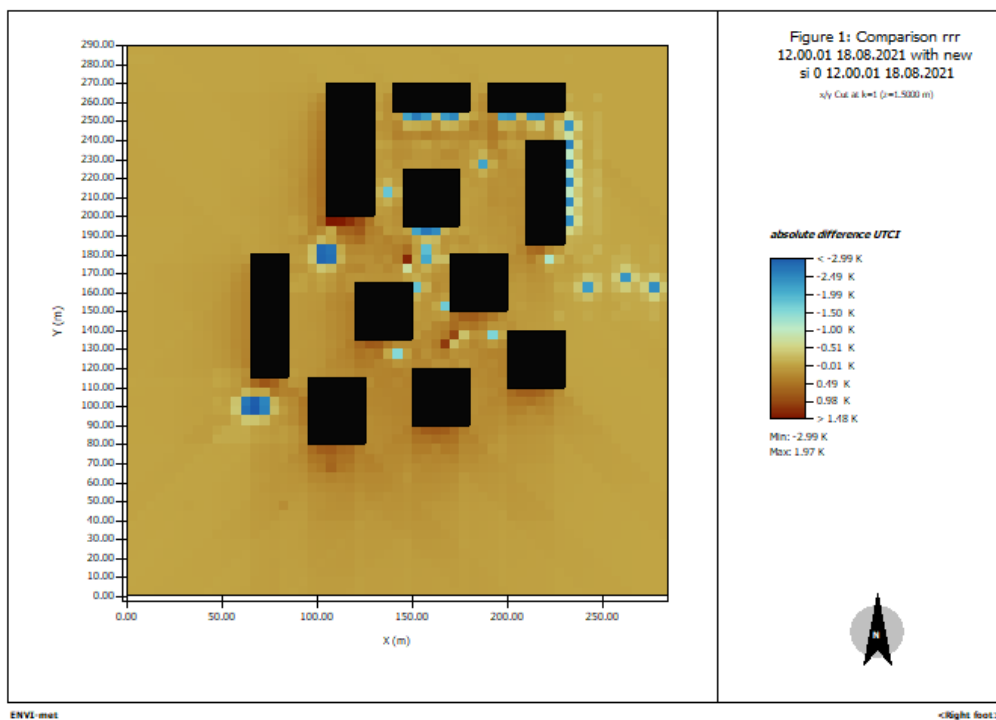 Figure 1: Comparison rrr
12.00.01 18.08.2021 with new
si 0 12.00.01 18.08.2021
x/y Cut at k=1 (z=1.5000 m)
290.00
280.00
270.00
260.00
250.00
240.00
230.00
220.00
210.00
200.00
190.00
180.00
170.00
160.00
150.00
140.00
130.00
120.00
110.00
100.00
90.00
80.00
70.00
60.00
50.00
40.00
30.00
20.00
10.00
0.00
Y (m)
0.00 50.00 100.00 150.00 200.00 250.00
X (m)
absolute difference UTCI
< -2.99 K
-2.49 K
-1.99 K
-1.50 K
-1.00 K
-0.51 K
-0.01 K
0.49 K
0.98 K
> 1.48 K
Min: -2.99 K
Max: 1.97 K
N
ENVI-met
<Right foot>